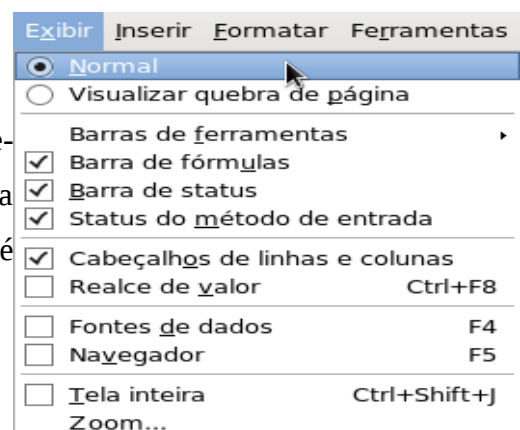 Exibir Inserir Formatar Ferramentas
Normal
Visualizar quebra de página
Barras de ferramentas
e-
Barra de fórmulas
Barra de status
a
Status do método de entrada
é
Cabeçalhos de linhas e colunas
Realce de valor Ctrl+F8
Fontes de dados F4
Navegador F5
Tela inteira Ctrl+Shift+J
Zoom...